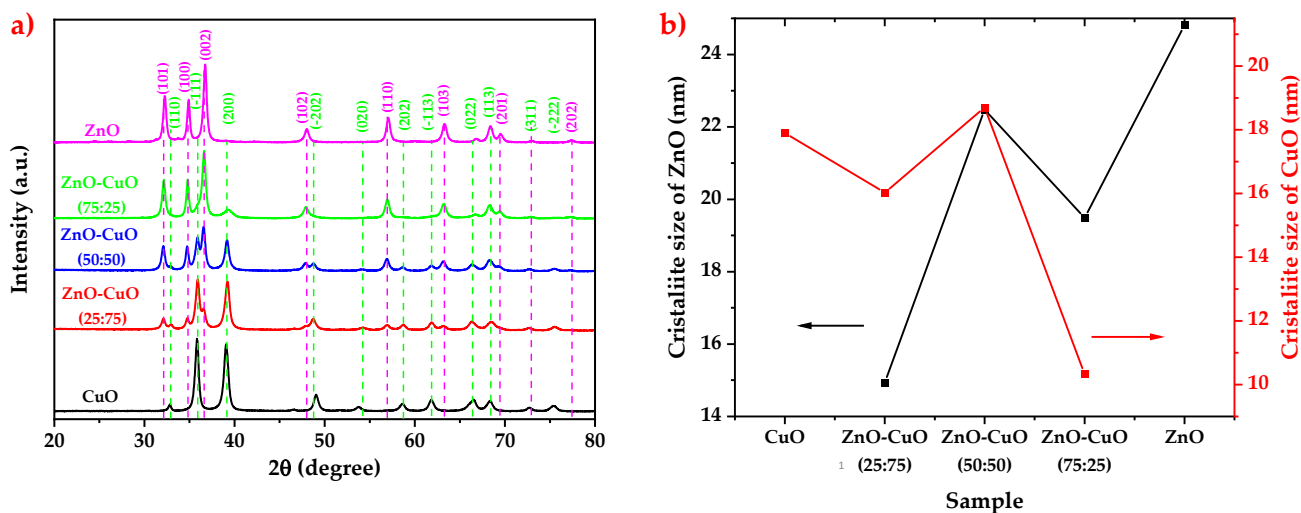 a)
Intensity (a.u.)
(101)
(110)
(100)
(-111)
(002)
(200)
(102)
(-202)
(020)
(110)
(202)
(-113)
(103)
(022)
(113)
(201)
(-311)
(-222)
(202)
ZnO
ZnO-CuO
(75:25)
ZnO-CuO
(50:50)
ZnO-CuO
(25:75)
CuO
20 30 40 50 60 70 80
2θ (degree)
b)
Cristaliite size of ZnO (nm)
24
22
20
18
16
14
Cristaliite size of CuO (nm)
21
20
18
16
14
12
10
CuO ZnO-CuO ZnO-CuO ZnO-CuO ZnO
1 (25:75) (50:50) (75:25)
Sample